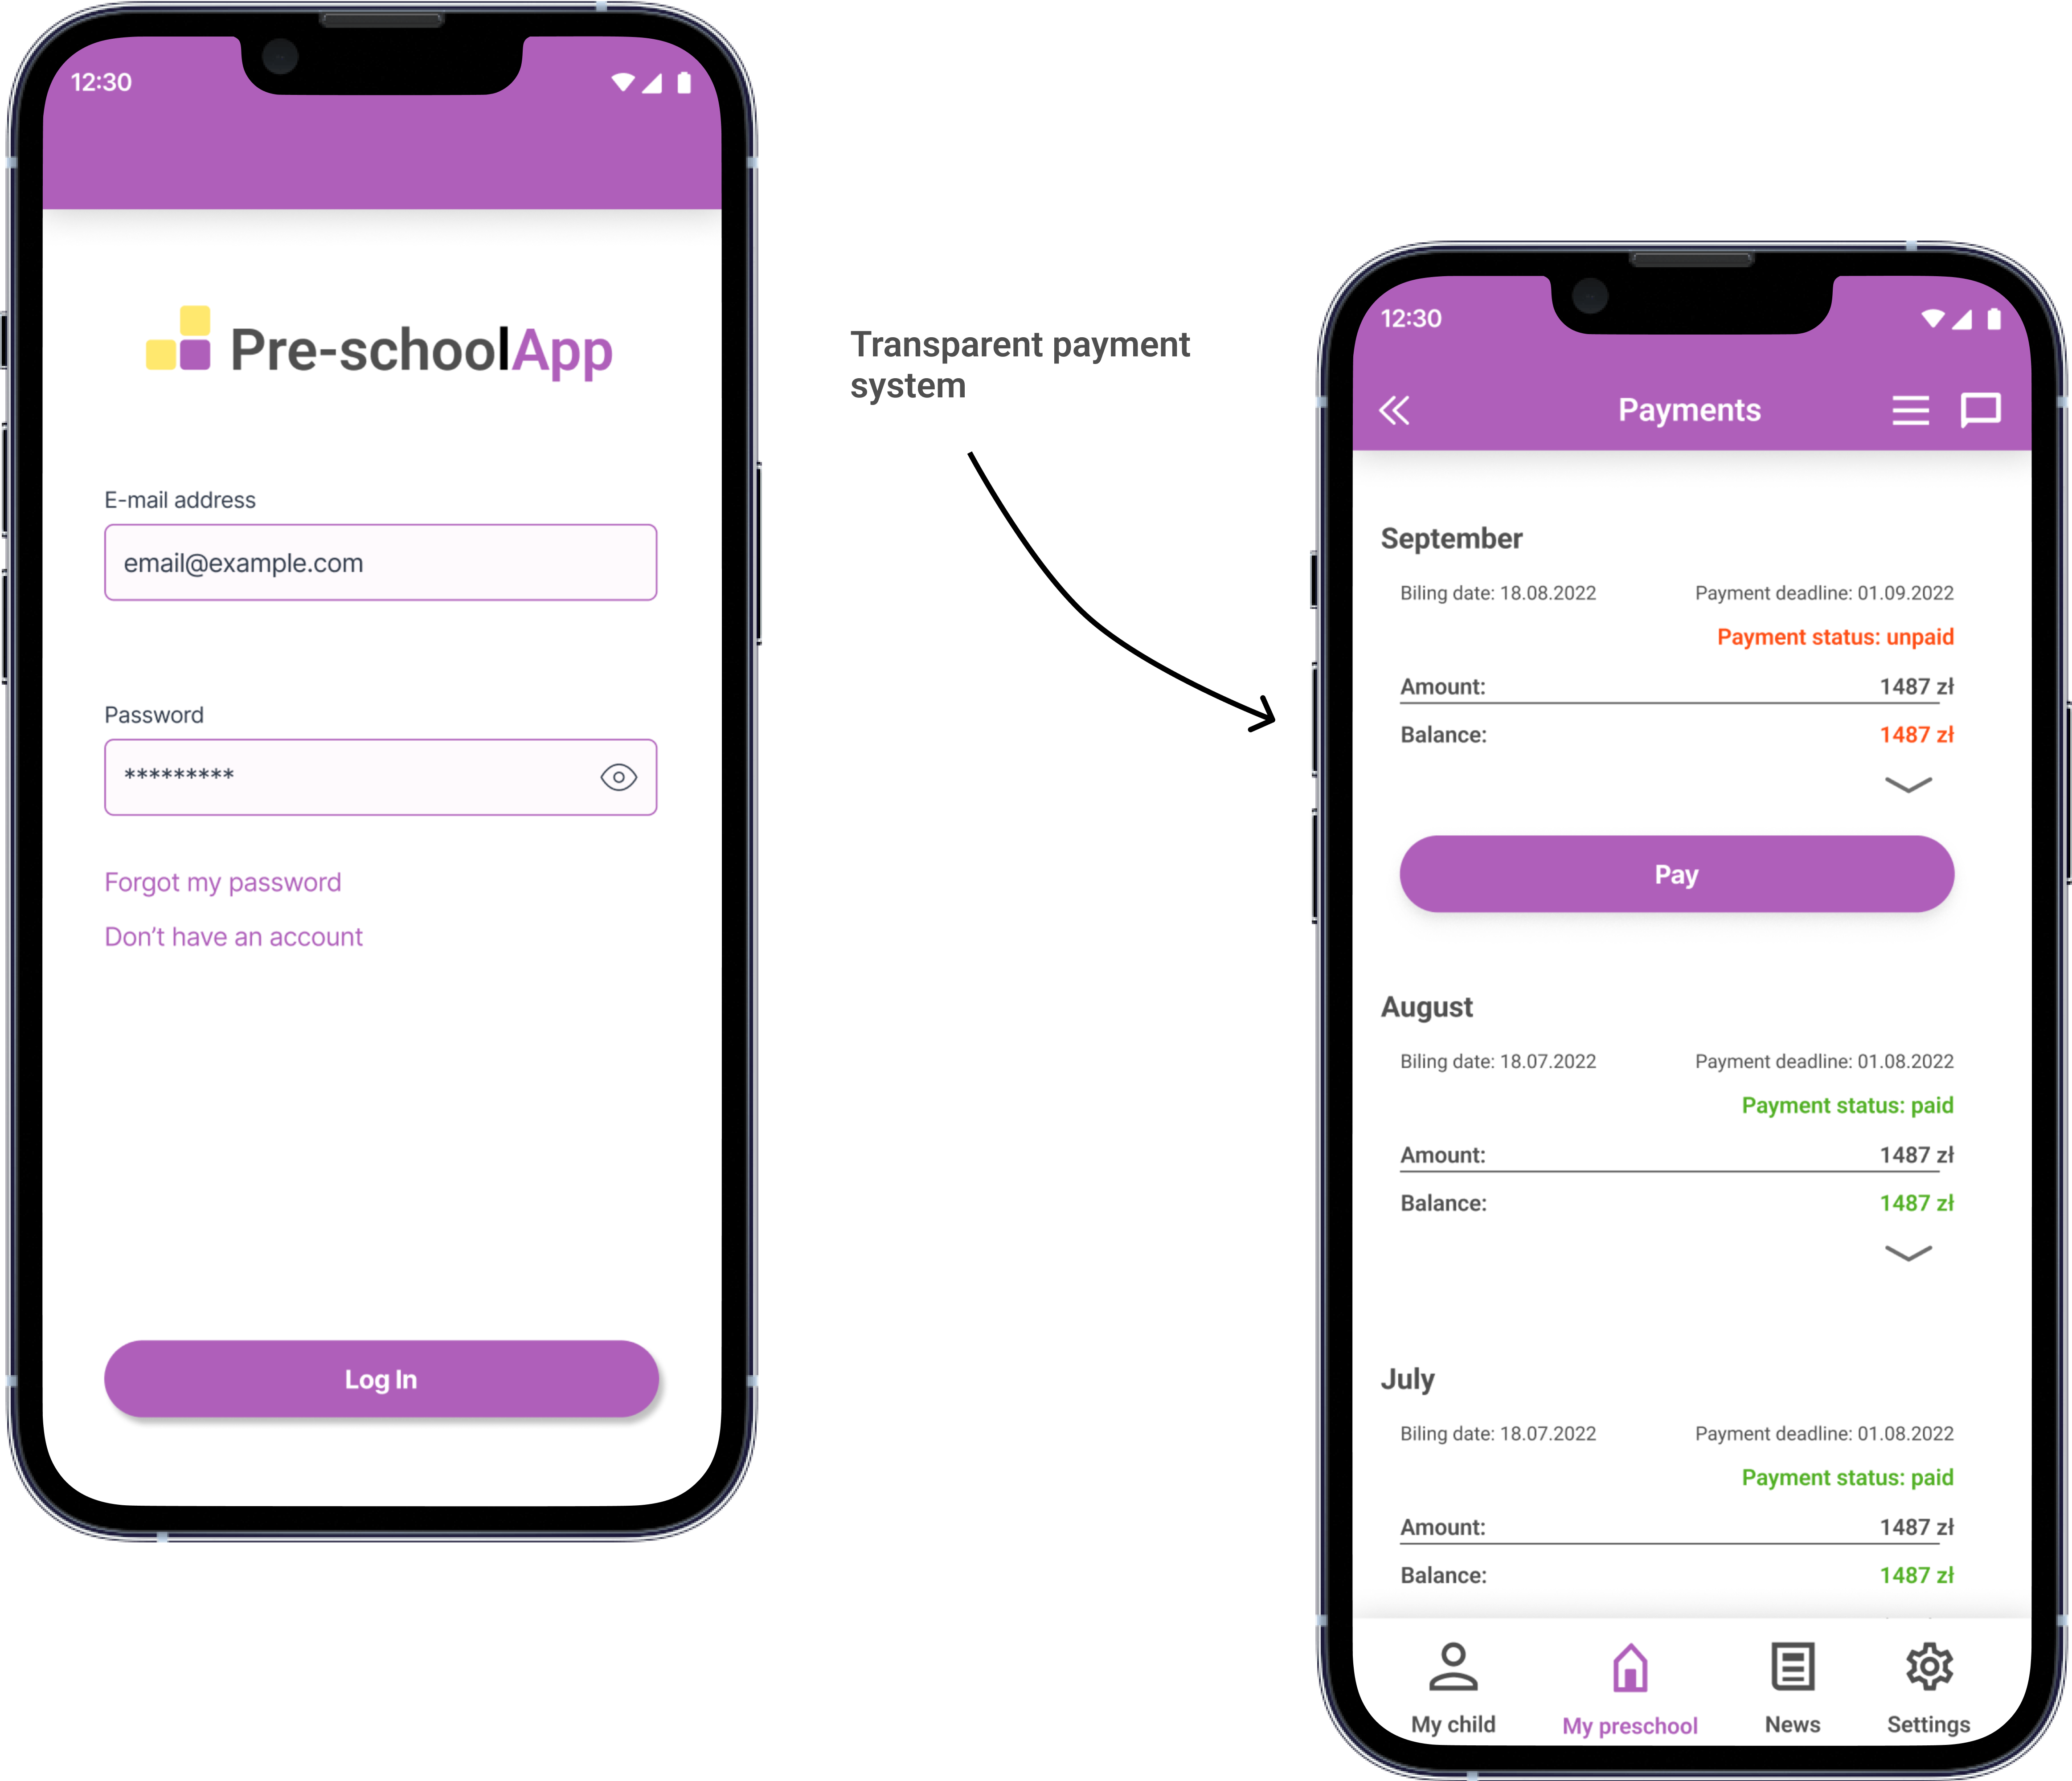 12:30
Pre-schoolApp
E-mail address
email@example.com
Password
*********
Forgot my password
Don't have an account
Log In
Transparent payment
system
12:30
Payments
September
Biling date: 18.08.2022 Payment deadline: 01.09.2022
Payment status: unpaid
Amount: 1487 zł
Balance: 1487 zł
Pay
August
Biling date: 18.07.2022 Payment deadline: 01.08.2022
Payment status: paid
Amount: 1487 zł
Balance: 1487 zł
July
Biling date: 18.07.2022 Payment deadline: 01.08.2022
Payment status: paid
Amount: 1487 zł
Balance: 1487 zł
My child My preschool News Settings